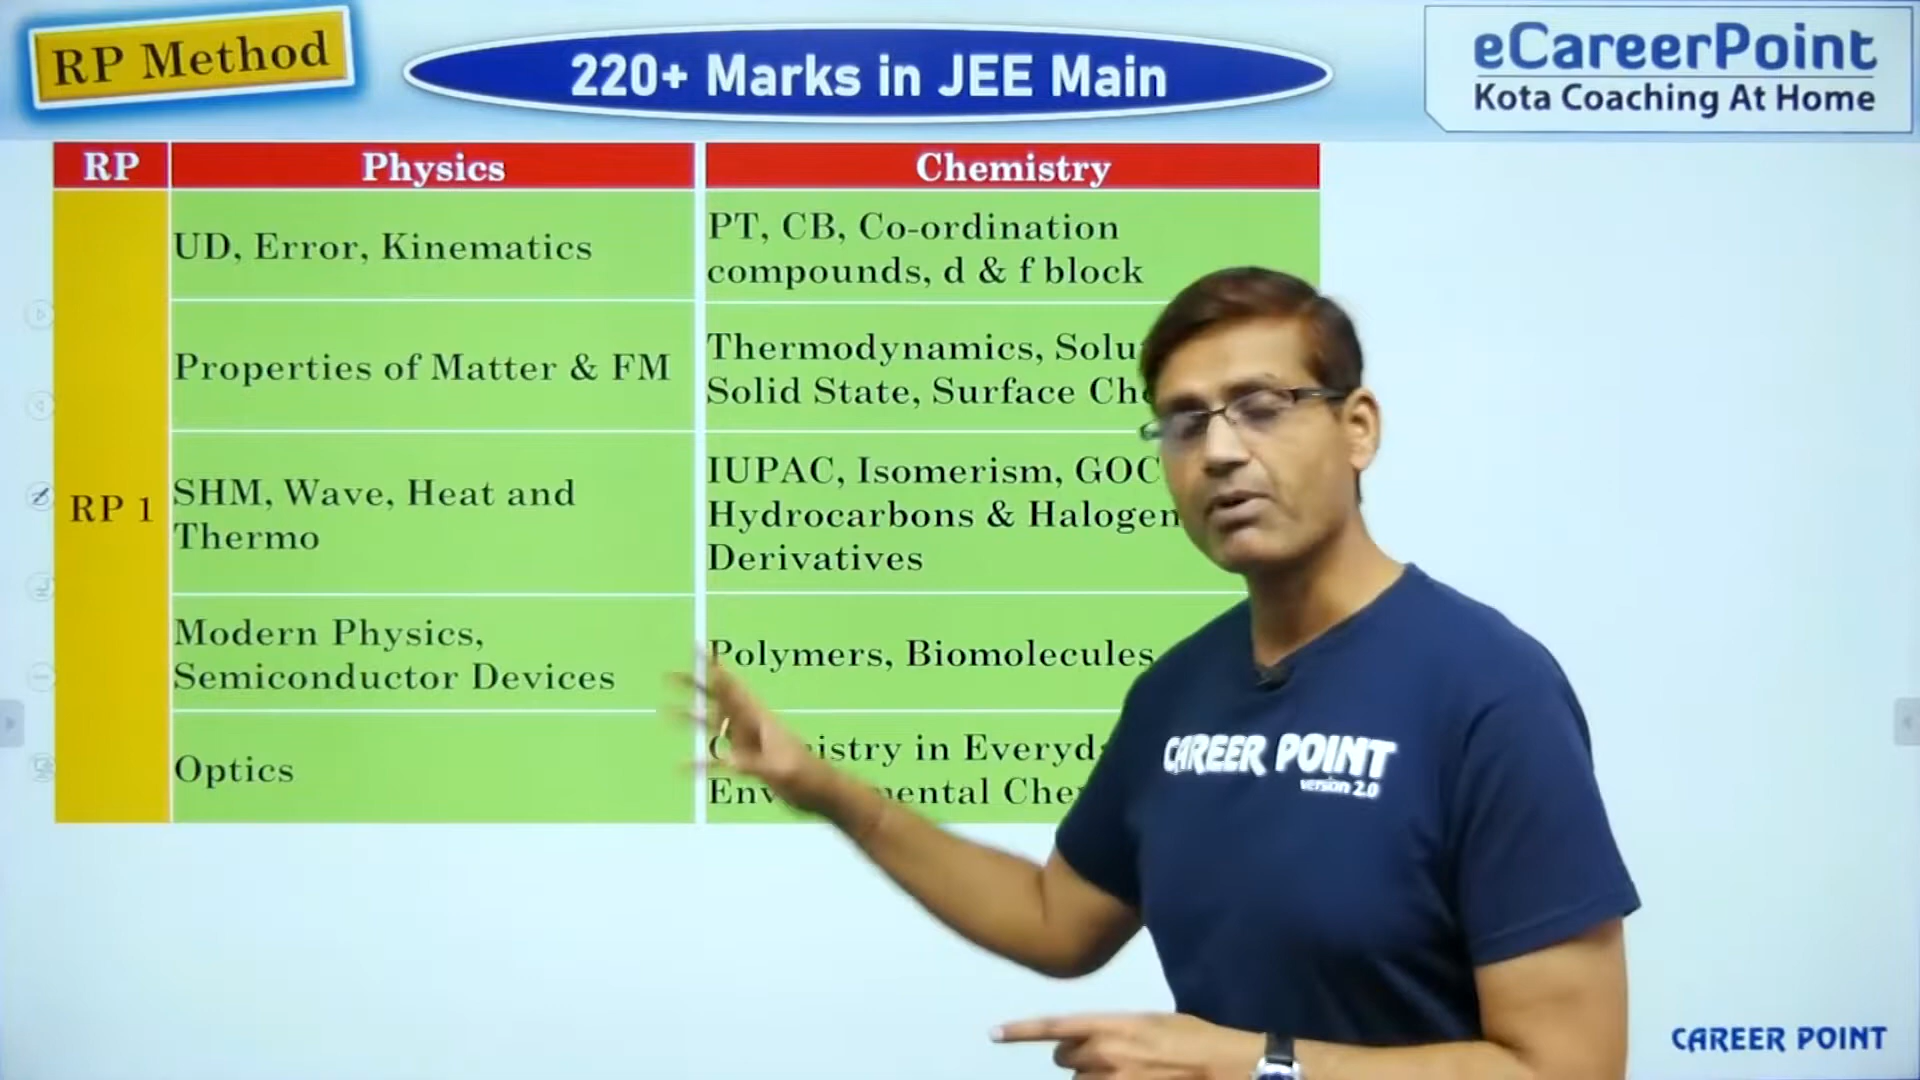 RP Method
220+ Marks in JEE Main
eCareerPoint
Kota Coaching At Home
RP
Physics
Chemistry
RP 1
UD, Error, Kinematics
PT, CB, Co-ordination
compounds, d & f block
Properties of Matter & FM
Thermodynamics,
Solid State, Surface
SHM, Wave, Heat and
Thermo
IUPAC, Isomerism, GOC
Hydrocarbons & Halogen
Derivatives
Modern Physics,
Semiconductor Devices
Polymers, Biomolecules
Optics
in
CAREER POINT
version 2.0
CAREER POINT